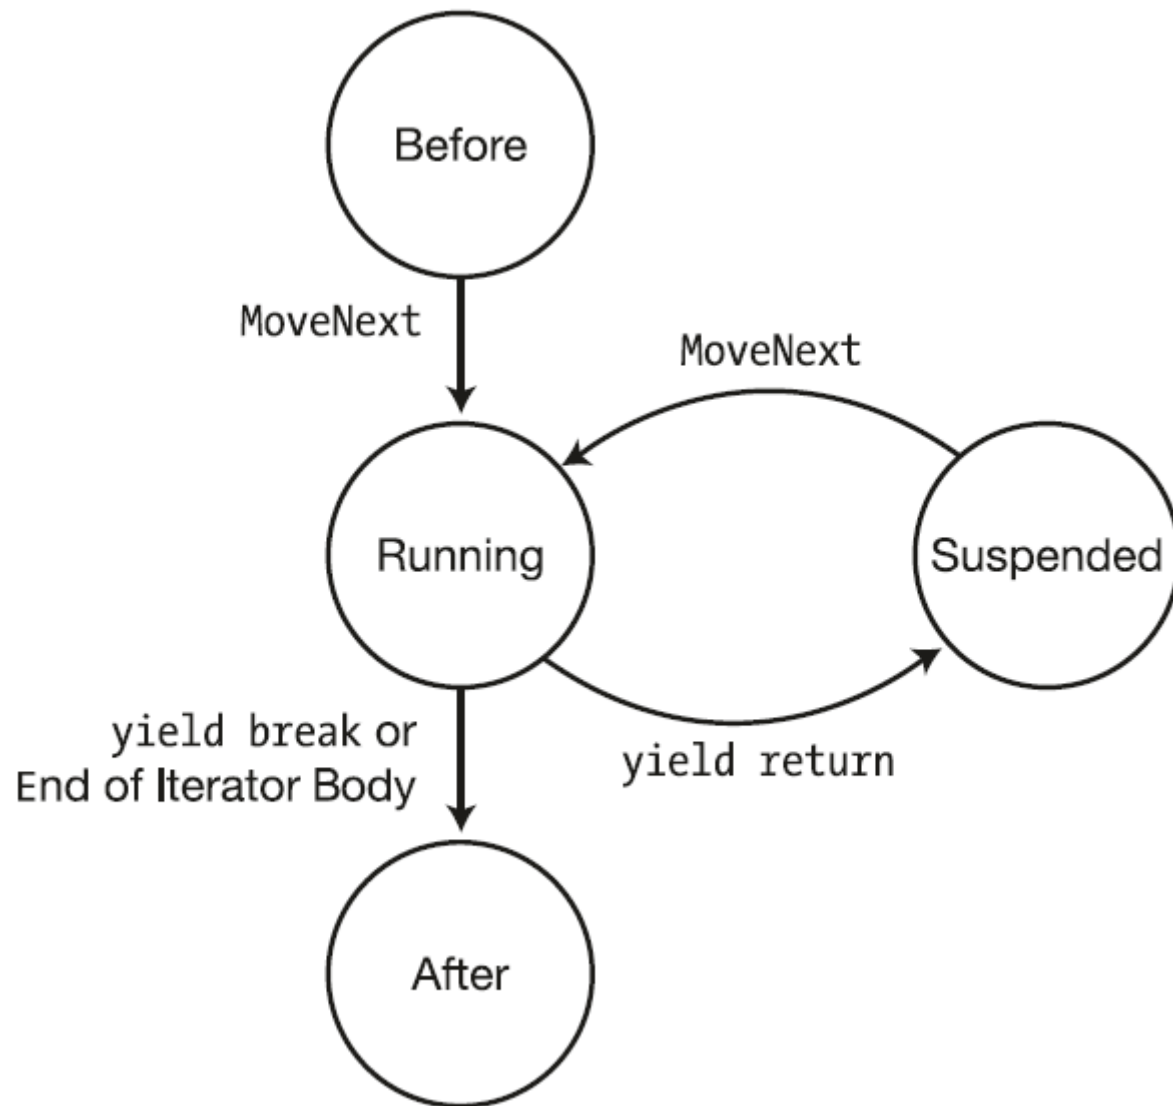 Before
MoveNext
MoveNext
Running
Suspended
yield break or
End of Iterator Body
yield return
After